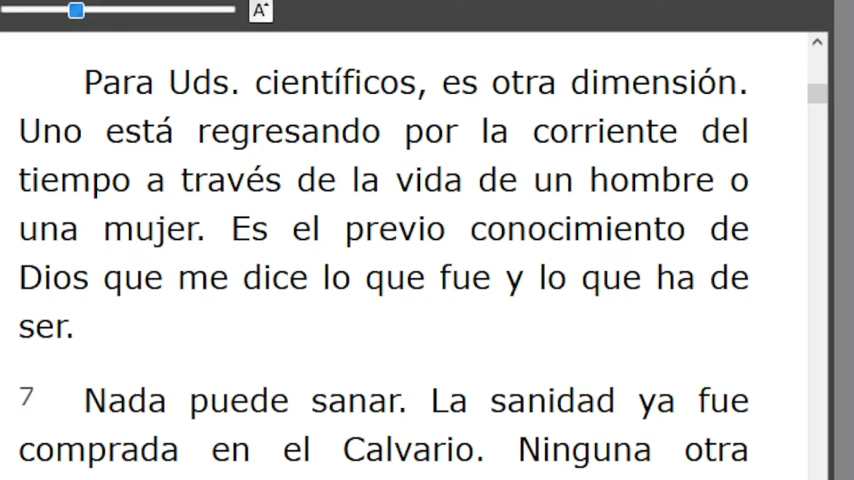 A
Para Uds. científicos, es otra dimensión.
Uno está regresando por la corriente del
tiempo a través de la vida de un hombre o
una mujer. Es el previo conocimiento de
Dios que me dice lo que fue y lo que ha de
ser.
7 Nada puede sanar. La sanidad ya fue
comprada en el Calvario. Ninguna otra